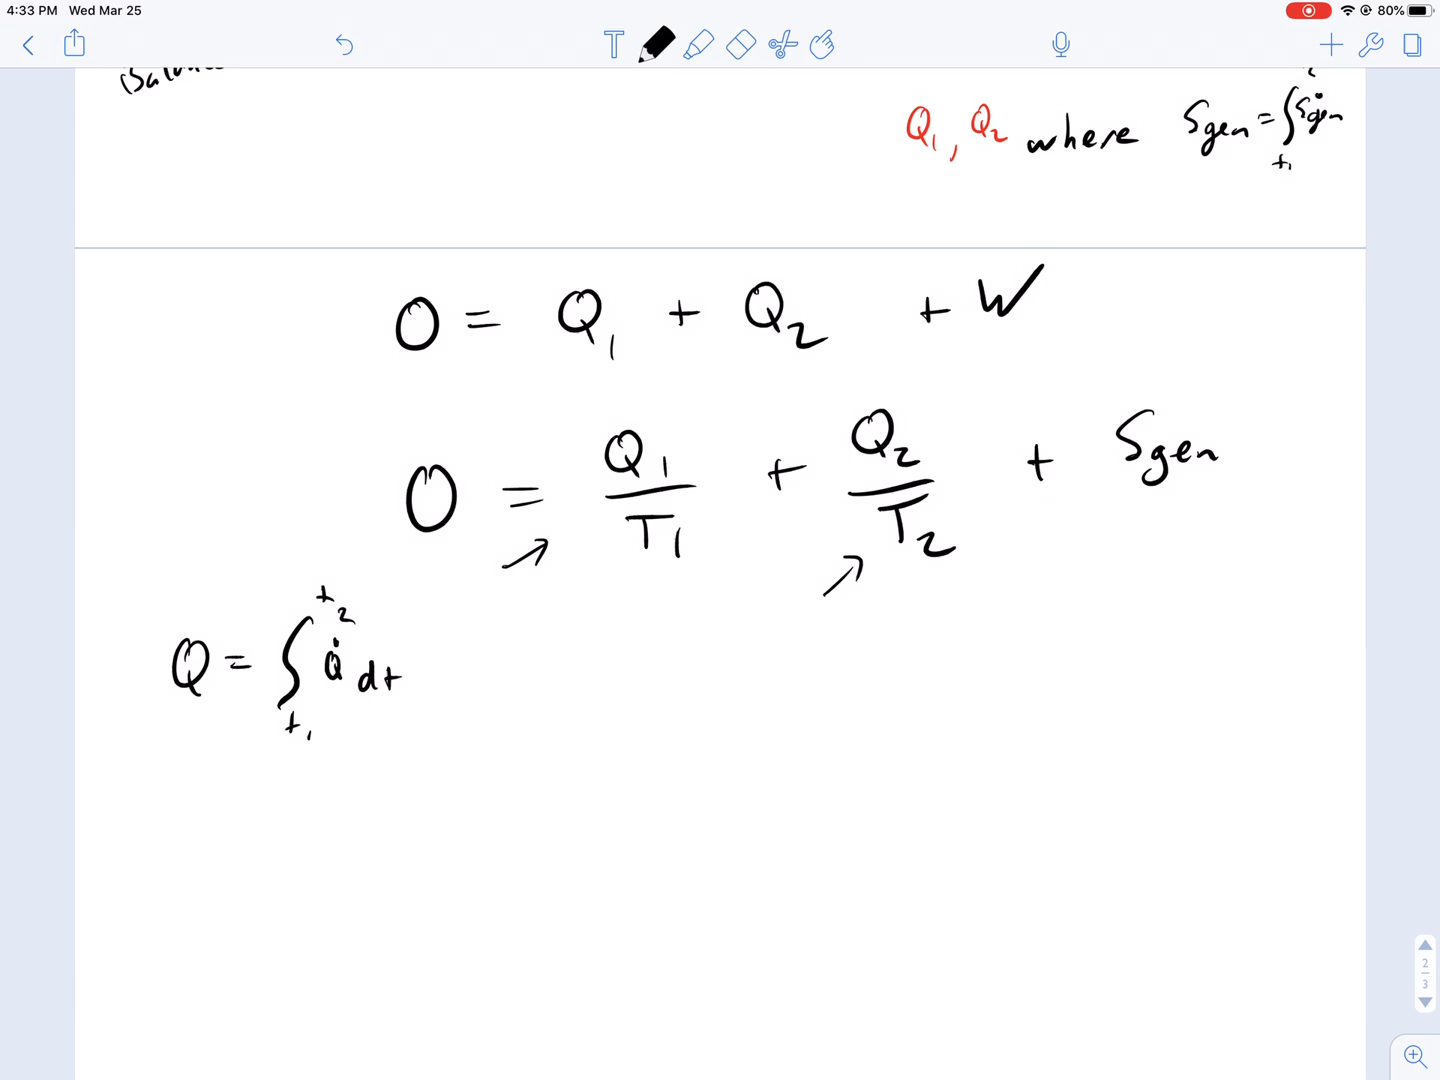 4:33 PM Wed Mar 25 80%
T
Q₁, Q₂ where Sgen = ∫ Ṡgen
t₁
0 = Q₁ + Q₂ + W
0 = Q₁/T₁ + Q₂/T₂ + Sgen
t₂
Q = ∫ Q̇ dt
t₁
2
3